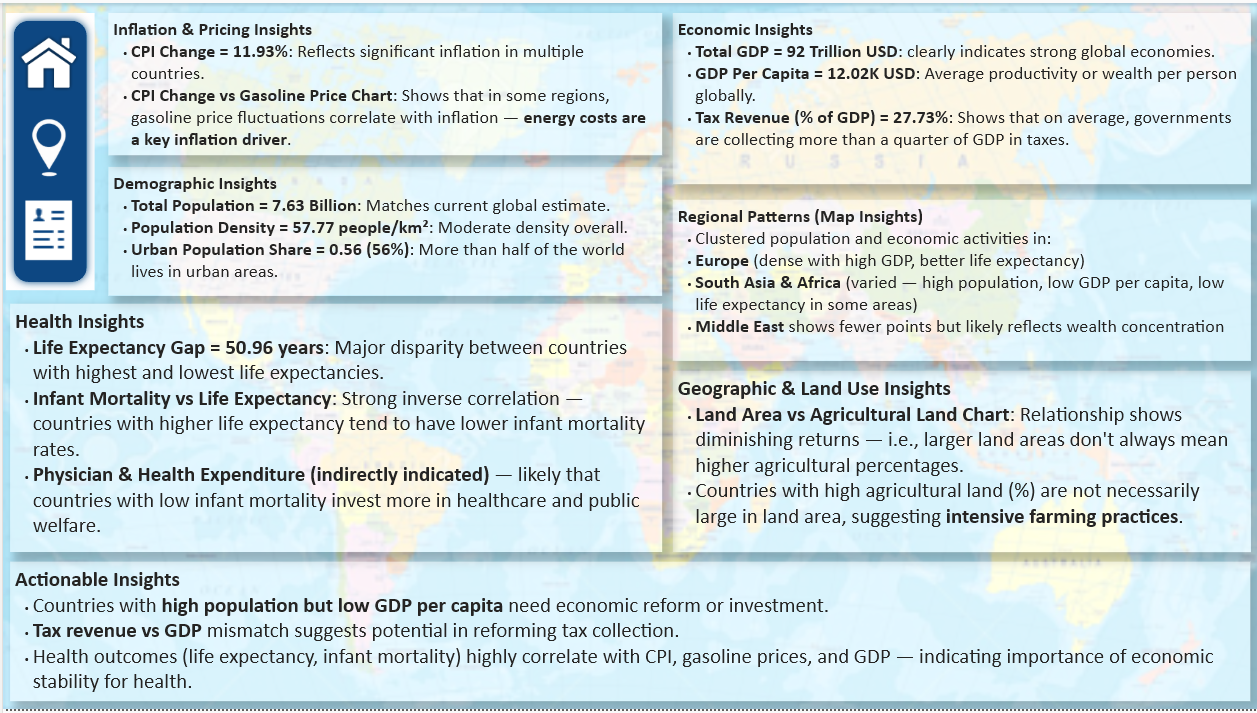 Inflation & Pricing Insights
• CPI Change = 11.93%: Reflects significant inflation in multiple
countries.
• CPI Change vs Gasoline Price Chart: Shows that in some regions,
gasoline price fluctuations correlate with inflation — energy costs are
a key inflation driver.
Demographic Insights
• Total Population = 7.63 Billion: Matches current global estimate.
• Population Density = 57.77 people/km²: Moderate density overall.
• Urban Population Share = 0.56 (56%): More than half of the world
lives in urban areas.
Health Insights
• Life Expectancy Gap = 50.96 years: Major disparity between countries
with highest and lowest life expectancies.
• Infant Mortality vs Life Expectancy: Strong inverse correlation —
countries with higher life expectancy tend to have lower infant mortality
rates.
• Physician & Health Expenditure (indirectly indicated) — likely that
countries with low infant mortality invest more in healthcare and public
welfare.
Economic Insights
• Total GDP = 92 Trillion USD: clearly indicates strong global economies.
• GDP Per Capita = 12.02K USD: Average productivity or wealth per person
globally.
• Tax Revenue (% of GDP) = 27.73%: Shows that on average, governments
are collecting more than a quarter of GDP in taxes.
RUSSIA
Regional Patterns (Map Insights)
• Clustered population and economic activities in:
• Europe (dense with high GDP, better life expectancy)
• South Asia & Africa (varied — high population, low GDP per capita, low
life expectancy in some areas)
• Middle East shows fewer points but likely reflects wealth concentration
Geographic & Land Use Insights
• Land Area vs Agricultural Land Chart: Relationship shows
diminishing returns — i.e., larger land areas don't always mean
higher agricultural percentages.
• Countries with high agricultural land (%) are not necessarily
large in land area, suggesting intensive farming practices.
AUSTRALIA
Actionable Insights
• Countries with high population but low GDP per capita need economic reform or investment.
• Tax revenue vs GDP mismatch suggests potential in reforming tax collection.
• Health outcomes (life expectancy, infant mortality) highly correlate with CPI, gasoline prices, and GDP — indicating importance of economic
stability for health.